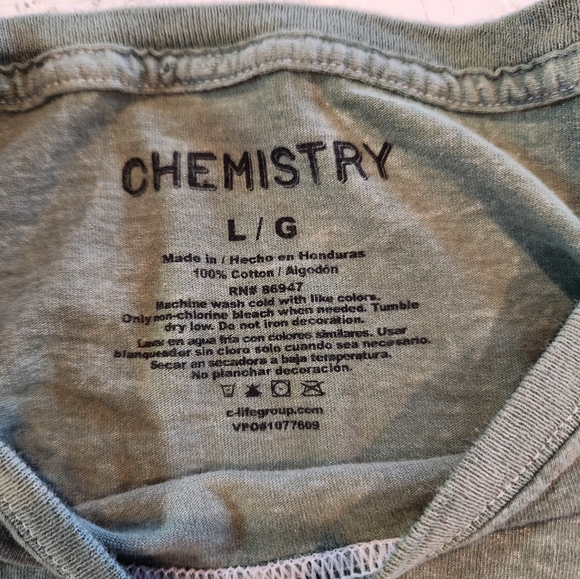 CHEMISTRY
L / G
Made in / Hecho en Honduras
100% Cotton / Algodón
RN# 86947
Machine wash cold with like colors.
Only non-chlorine bleach when needed. Tumble
dry low. Do not iron decoration.
Lavar en agua fría con colores similares. Usar
blanqueador sin cloro solo cuando sea necesario.
Secar en secadora a baja temperatura.
No planchar decoración.
c-lifegroup.com
VPO#1077609